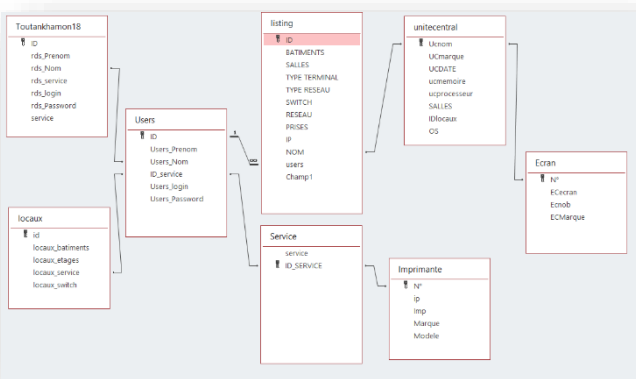 Toutankhamon18
ID
rds_Prenom
rds_Nom
rds_service
rds_login
rds_Password
service
Users
ID
Users_Prenom
Users_Nom
ID_service
Users_login
Users_Password
locaux
id
locaux_batiments
locaux_etages
locaux_service
locaux_switch
listing
ID
BATIMENTS
SALLES
TYPE TERMINAL
TYPE RESEAU
SWITCH
RESEAU
PRISES
IP
NOM
users
Champ1
1
∞
Service
service
ID_SERVICE
unitecentral
Ucnom
UCmarque
UCDATE
ucmemoire
ucprocesseur
SALLES
IDlocaux
OS
Imprimante
N°
ip
Imp
Marque
Modele
Ecran
N°
ECecran
Ecnob
ECMarque